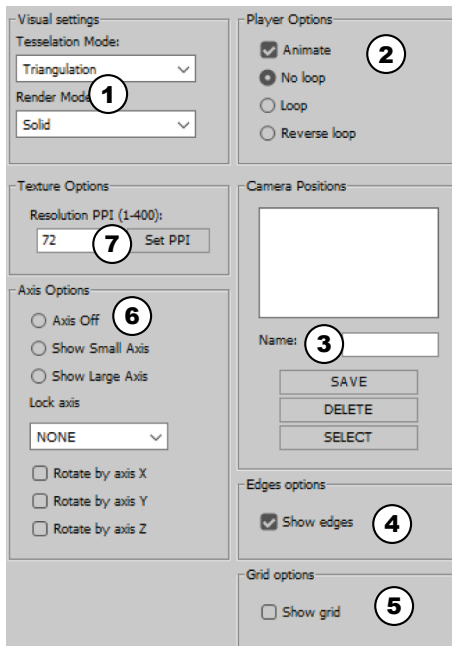 Visual settings
Tesselation Mode:
Triangulation
Render Mode
1
Solid
Player Options
Animate
2
No loop
Loop
Reverse loop
Texture Options
Resolution PPI (1-400):
72
7
Set PPI
Camera Positions
Name:
3
SAVE
DELETE
SELECT
Axis Options
Axis Off
6
Show Small Axis
Show Large Axis
Lock axis
NONE
Rotate by axis X
Rotate by axis Y
Rotate by axis Z
Edges options
Show edges
4
Grid options
Show grid
5